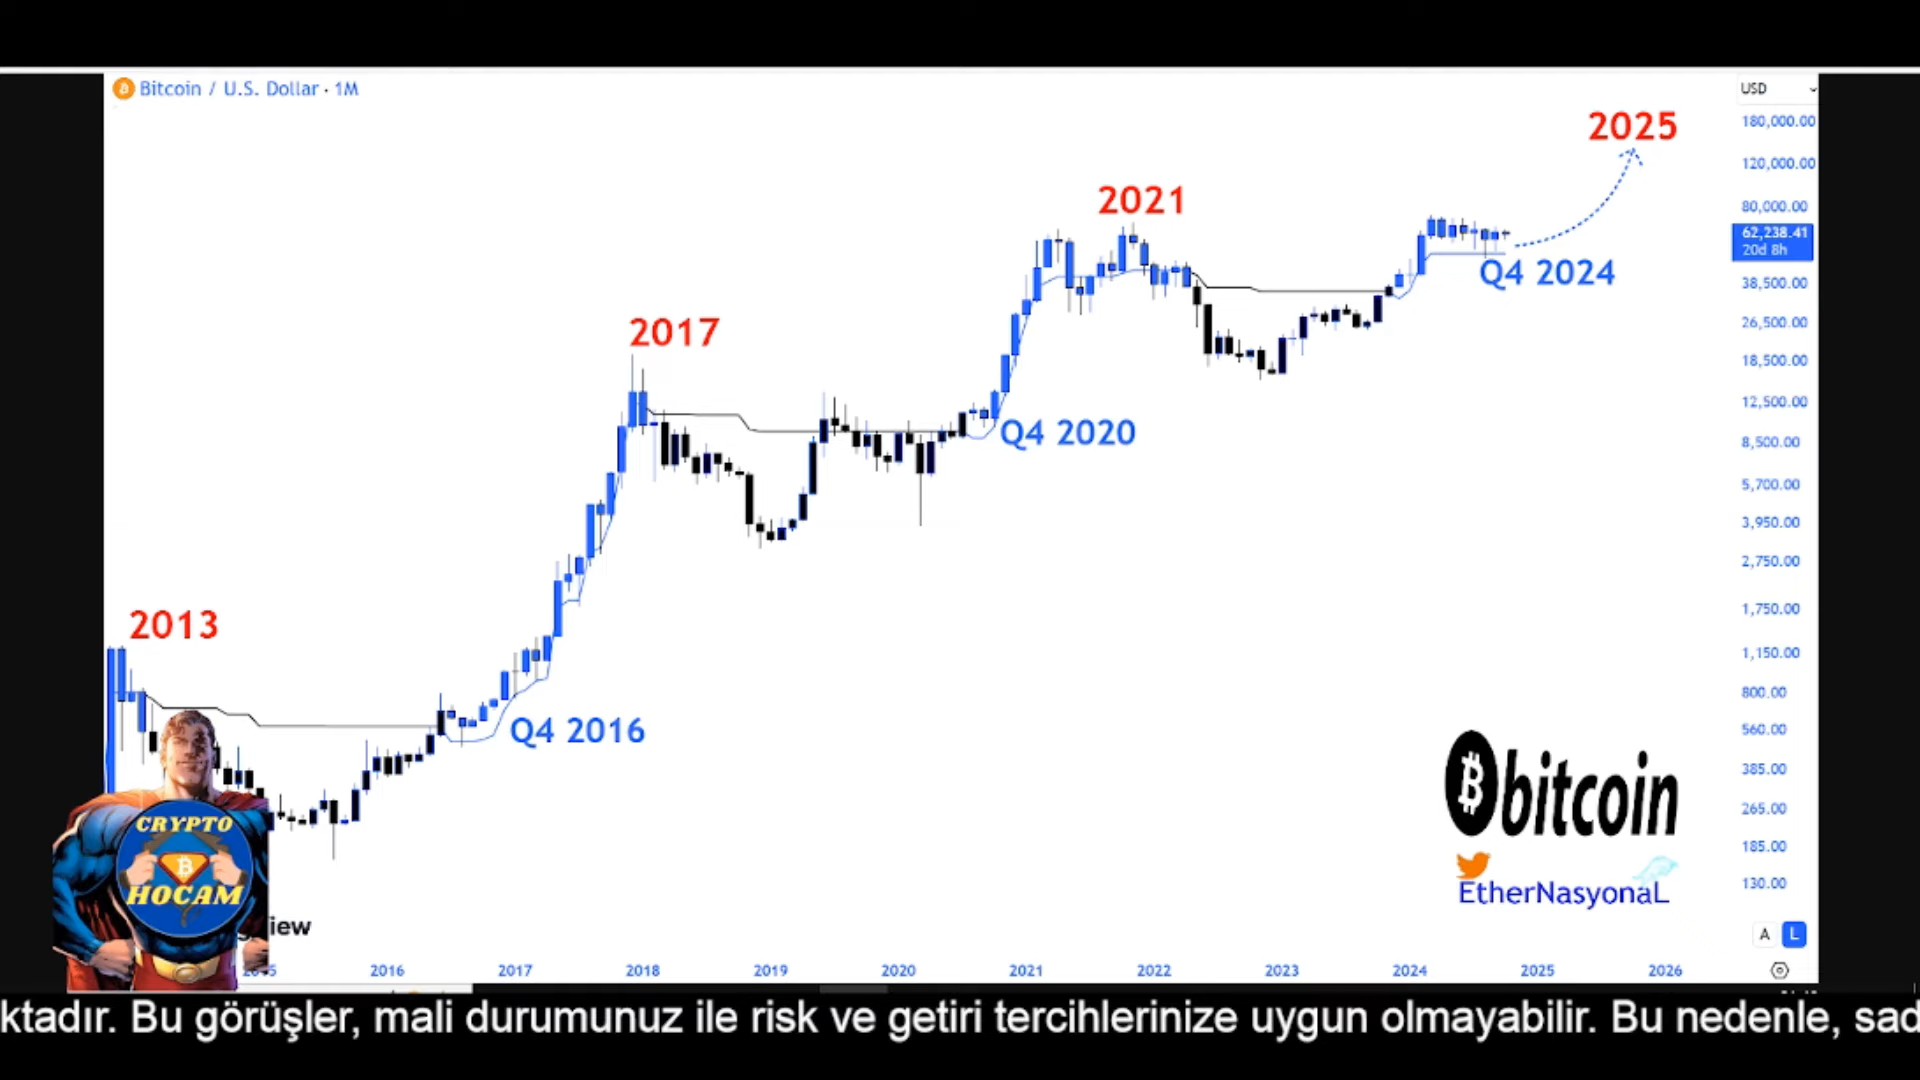 Bitcoin / U.S. Dollar · 1M
USD
180,000.00
120,000.00
80,000.00
62,238.41
20d 8h
38,500.00
26,500.00
18,500.00
12,500.00
8,500.00
5,700.00
3,950.00
2,750.00
1,750.00
1,150.00
800.00
560.00
385.00
265.00
185.00
130.00
2025
2021
Q4 2024
2017
Q4 2020
2013
Q4 2016
bitcoin
EtherNasyonaL
CRYPTO
HOCAM
iew
A L
2016 2017 2018 2019 2020 2021 2022 2023 2024 2025 2026
ktadır. Bu görüşler, mali durumunuz ile risk ve getiri tercihlerinize uygun olmayabilir. Bu nedenle, sad